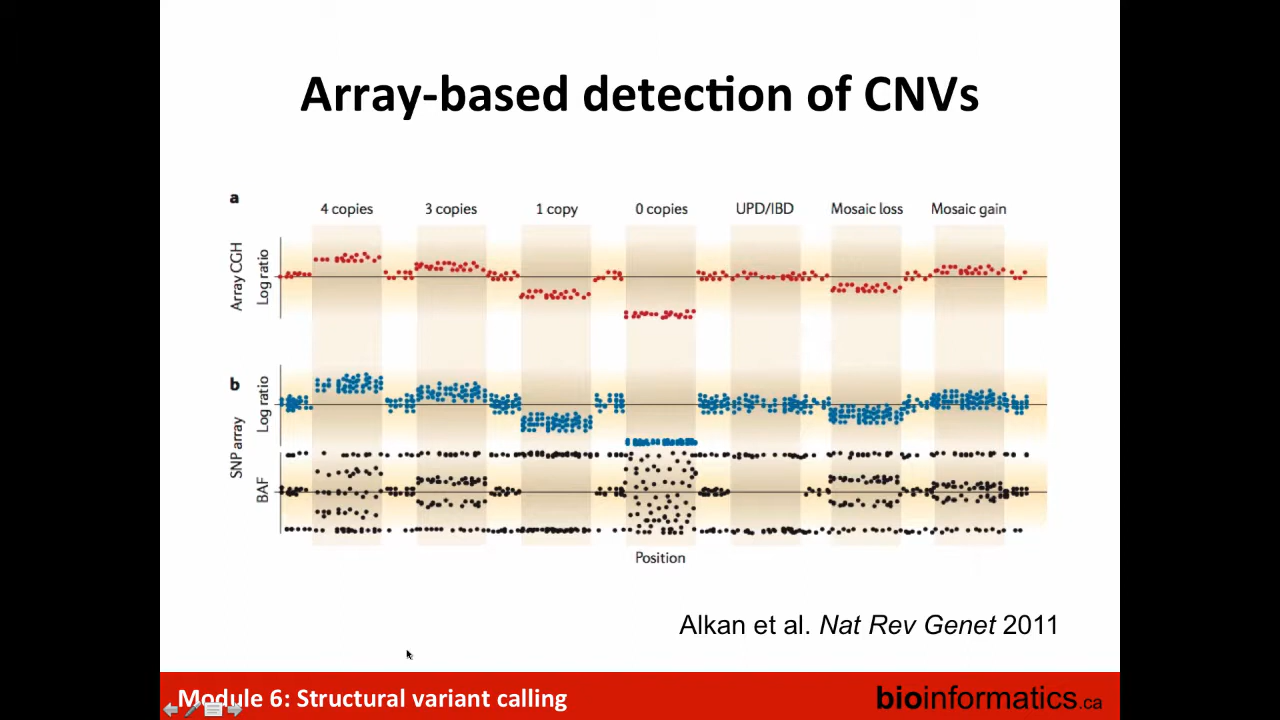 Array-based detection of CNVs
a
4 copies 3 copies 1 copy 0 copies UPD/IBD Mosaic loss Mosaic gain
Array CGH
Log ratio
b
SNP array
Log ratio
BAF
Position
Alkan et al. Nat Rev Genet 2011
Module 6: Structural variant calling
bioinformatics.ca